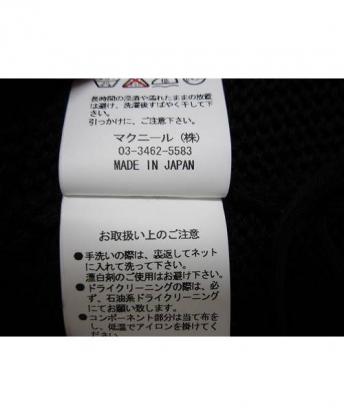 長時間の浸漬や濡れたままの放置
は避け、洗濯後すばやく干して下
さい。
引っかけに、ご注意下さい。
マクニール（株）
03-3462-5583
MADE IN JAPAN
お取扱い上のご注意
●手洗いの際は、裏返してネット
に入れて洗って下さい。
漂白剤のご使用はお避け下さい。
●ドライクリーニングの際は、必
ず、石油系ドライクリーニング
にてお願い致します。
●コンポーネント部分は当て布を
し、低温でアイロンを掛けてく